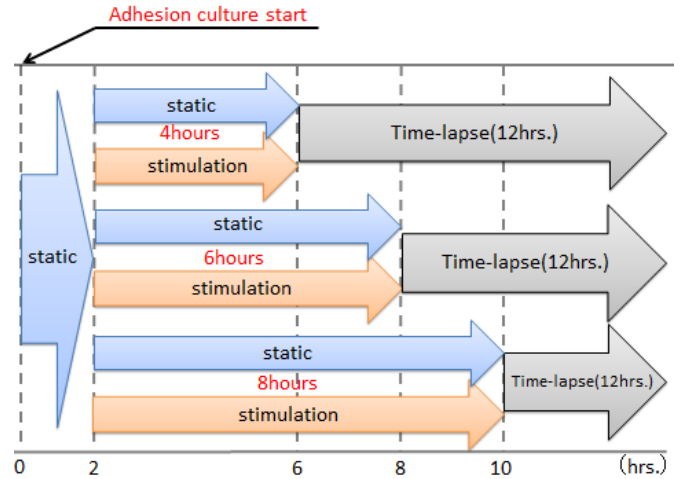 Adhesion culture start
static
4hours
stimulation
Time-lapse(12hrs.)
static
static
6hours
stimulation
Time-lapse(12hrs.)
static
8hours
stimulation
Time-lapse(12hrs.)
0 2 6 8 10 (hrs.)